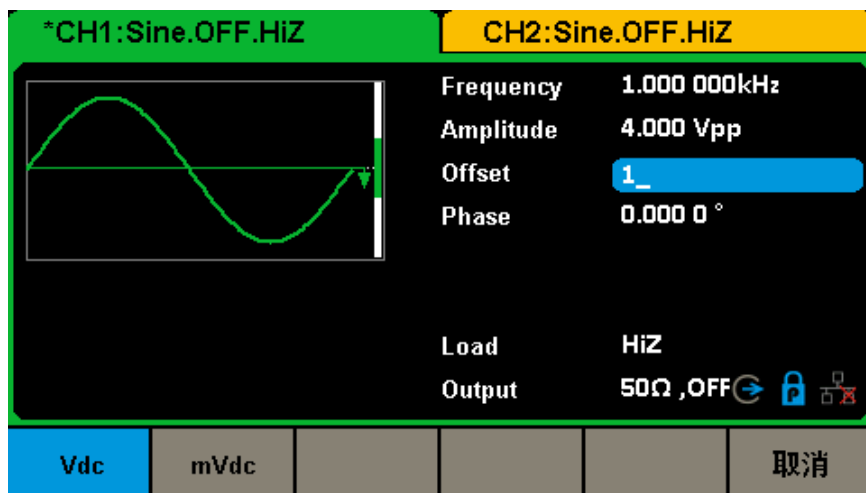 *CH1:Sine.OFF.HiZ
CH2:Sine.OFF.HiZ
Frequency 1.000 000kHz
Amplitude 4.000 Vpp
Offset 1_
Phase 0.000 0 °
Load HiZ
Output 50Ω ,OFF P
Vdc mVdc 取消